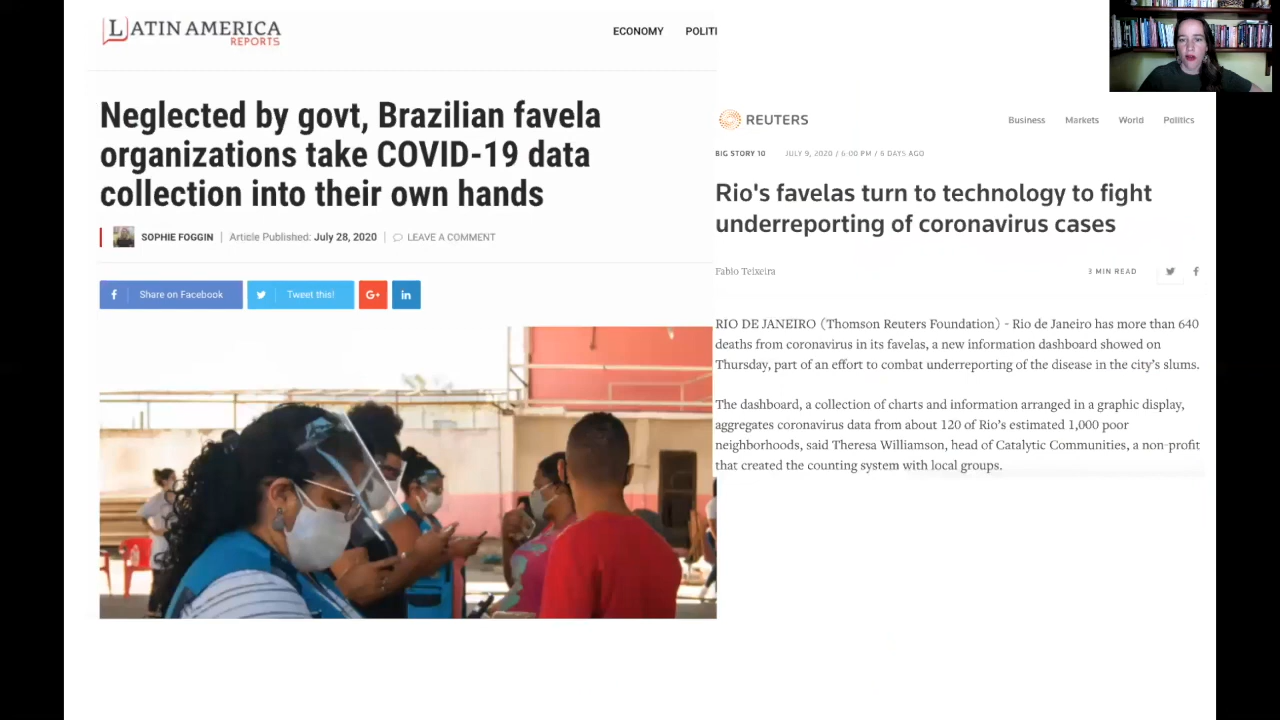 LATIN AMERICA
REPORTS
ECONOMY POLITI
Neglected by govt, Brazilian favela
organizations take COVID-19 data
collection into their own hands
SOPHIE FOGGIN | Article Published: July 28, 2020 | LEAVE A COMMENT
f Share on Facebook Tweet this! G+ in
REUTERS
Business Markets World Politics
BIG STORY 10 JULY 9, 2020 / 6:00 PM / 6 DAYS AGO
Rio's favelas turn to technology to fight
underreporting of coronavirus cases
Fabio Teixeira 3 MIN READ f
RIO DE JANEIRO (Thomson Reuters Foundation) - Rio de Janeiro has more than 640
deaths from coronavirus in its favelas, a new information dashboard showed on
Thursday, part of an effort to combat underreporting of the disease in the city's slums.
The dashboard, a collection of charts and information arranged in a graphic display,
aggregates coronavirus data from about 120 of Rio's estimated 1,000 poor
neighborhoods, said Theresa Williamson, head of Catalytic Communities, a non-profit
that created the counting system with local groups.